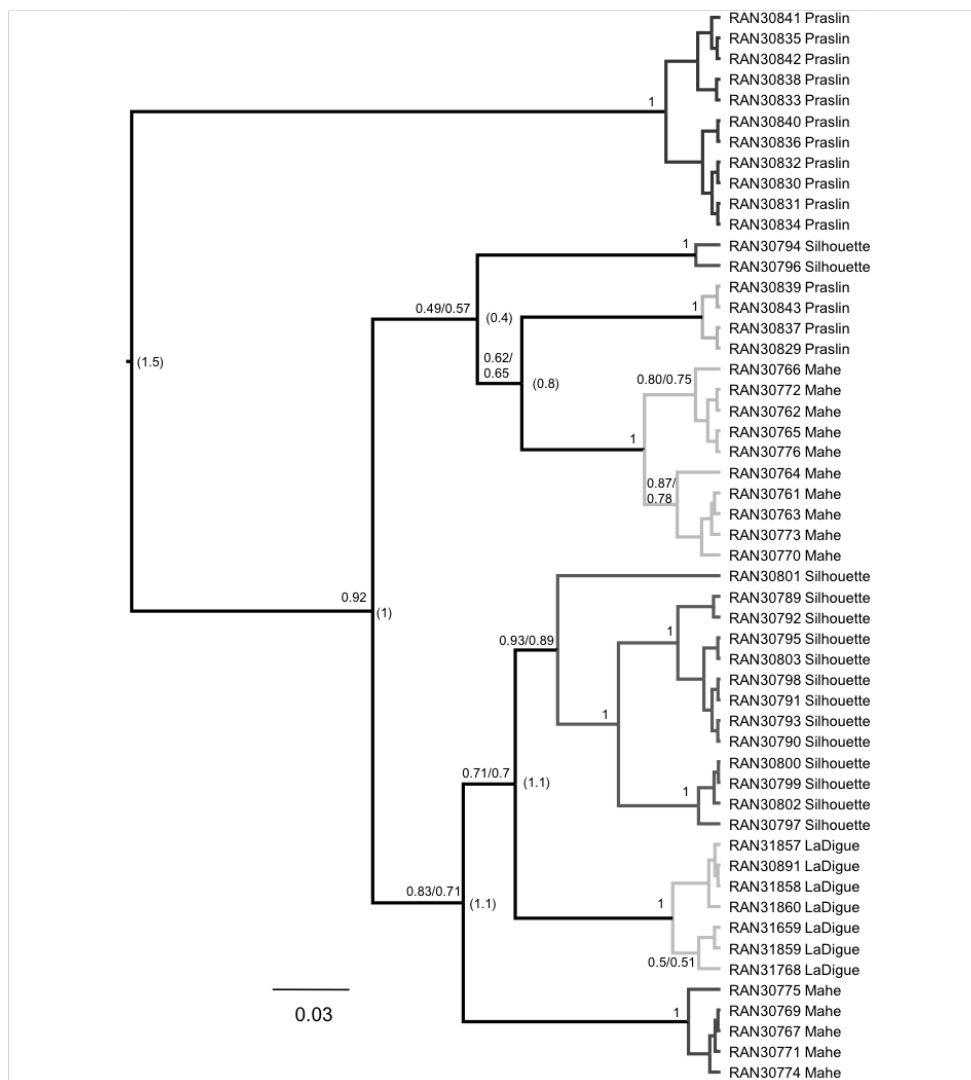 RAN30841 Praslin
RAN30835 Praslin
RAN30842 Praslin
RAN30838 Praslin
1
RAN30833 Praslin
RAN30840 Praslin
RAN30836 Praslin
RAN30832 Praslin
RAN30830 Praslin
RAN30831 Praslin
RAN30834 Praslin
1
RAN30794 Silhouette
RAN30796 Silhouette
RAN30839 Praslin
0.49/0.57
1
RAN30843 Praslin
(0.4)
RAN30837 Praslin
RAN30829 Praslin
(1.5)
0.62/
0.65
RAN30766 Mahe
(0.8)
0.80/0.75
RAN30772 Mahe
RAN30762 Mahe
1
RAN30765 Mahe
RAN30776 Mahe
RAN30764 Mahe
0.87/
0.78
RAN30761 Mahe
RAN30763 Mahe
RAN30773 Mahe
RAN30770 Mahe
RAN30801 Silhouette
0.92
(1)
RAN30789 Silhouette
RAN30792 Silhouette
0.93/0.89
1
RAN30795 Silhouette
RAN30803 Silhouette
RAN30798 Silhouette
RAN30791 Silhouette
1
RAN30793 Silhouette
RAN30790 Silhouette
0.71/0.7
(1.1)
RAN30800 Silhouette
RAN30799 Silhouette
1
RAN30802 Silhouette
RAN30797 Silhouette
RAN31857 LaDigue
RAN30891 LaDigue
0.83/0.71
(1.1)
RAN31858 LaDigue
1
RAN31860 LaDigue
RAN31659 LaDigue
RAN31859 LaDigue
0.5/0.51
RAN31768 LaDigue
RAN30775 Mahe
0.03
1
RAN30769 Mahe
RAN30767 Mahe
RAN30771 Mahe
RAN30774 Mahe